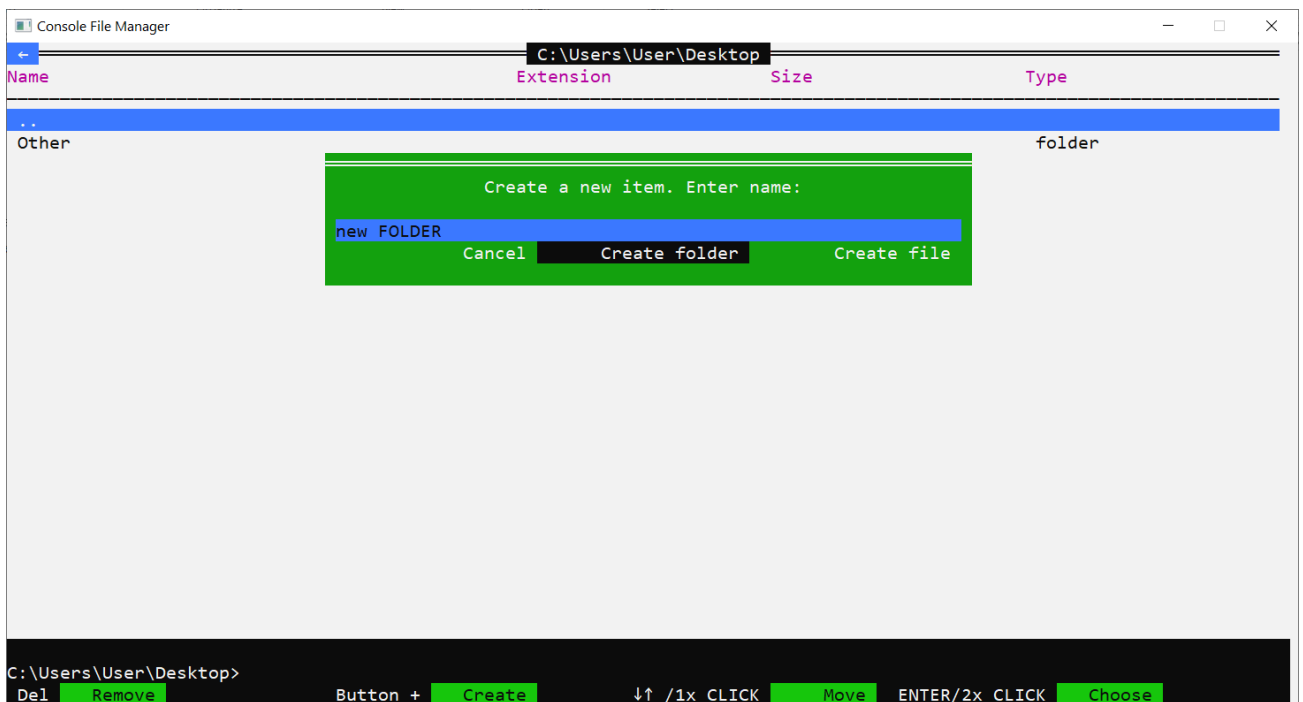 Console File Manager
← C:\Users\User\Desktop
Name Extension Size Type
..
Other folder
Create a new item. Enter name:
new FOLDER
Cancel Create folder Create file
C:\Users\User\Desktop>
Del Remove Button + Create ↓↑ /1x CLICK Move ENTER/2x CLICK Choose